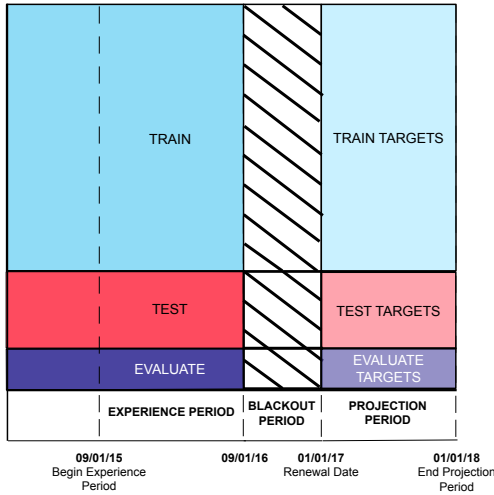 TRAIN
TRAIN TARGETS
TEST
TEST TARGETS
EVALUATE
EVALUATE
TARGETS
EXPERIENCE PERIOD
BLACKOUT
PERIOD
PROJECTION
PERIOD
09/01/15
Begin Experience
Period
09/01/16
01/01/17
Renewal Date
01/01/18
End Projection
Period